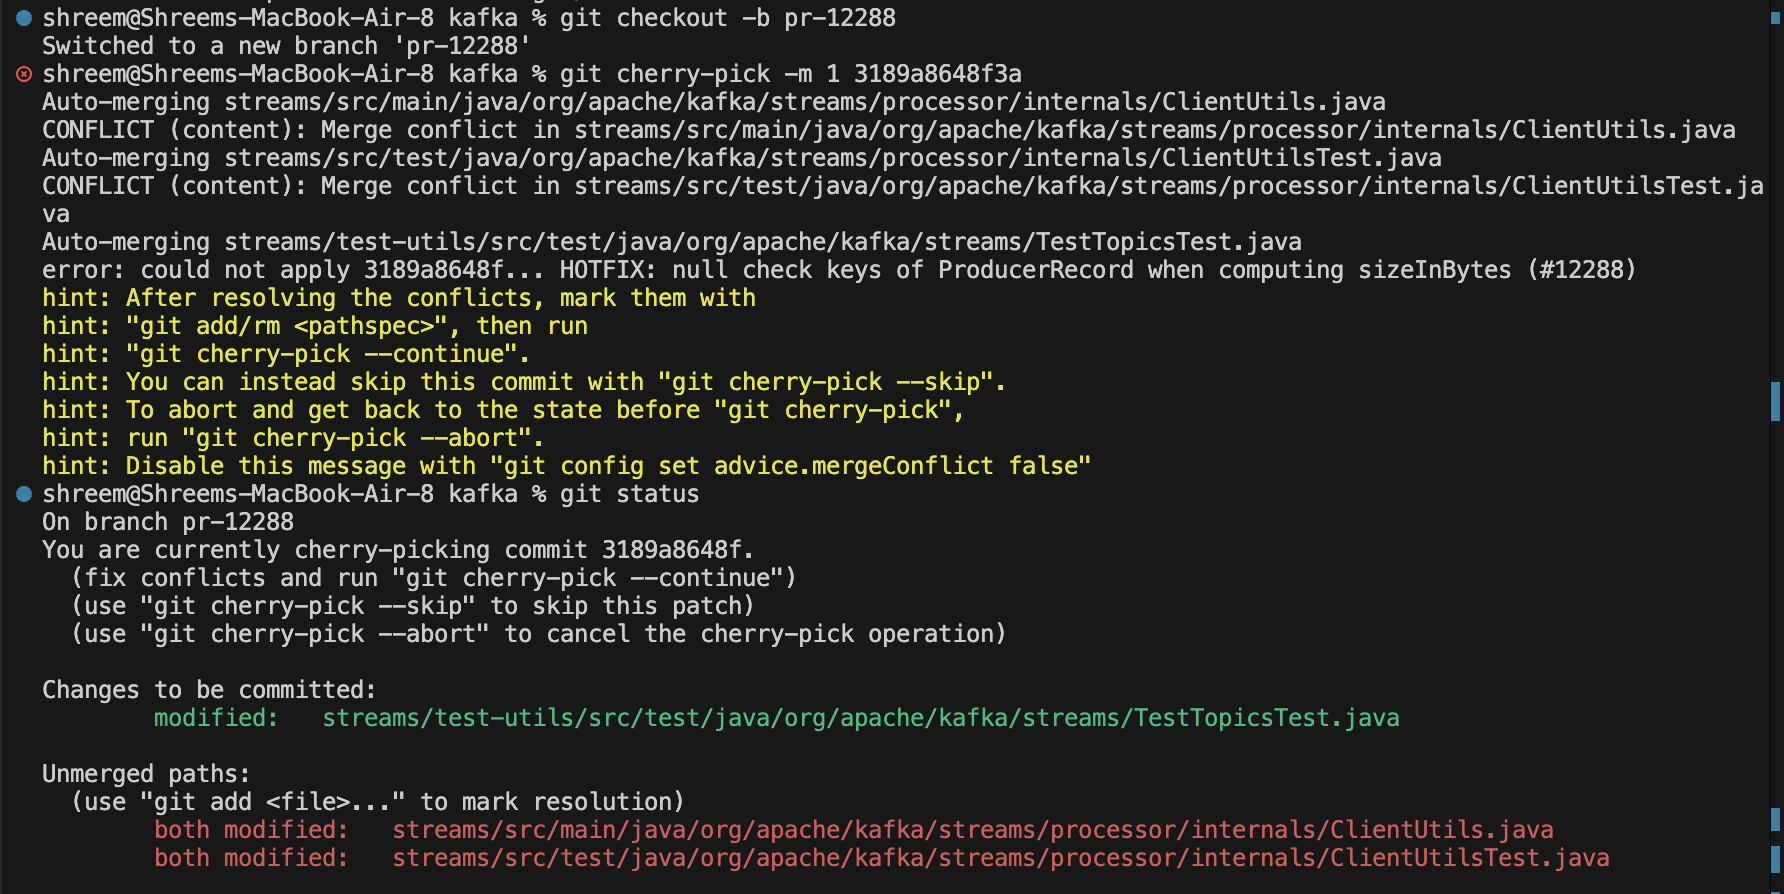 shreem@Shreems-MacBook-Air-8 kafka % git checkout -b pr-12288
Switched to a new branch 'pr-12288'
shreem@Shreems-MacBook-Air-8 kafka % git cherry-pick -m 1 3189a8648f3a
Auto-merging streams/src/main/java/org/apache/kafka/streams/processor/internals/ClientUtils.java
CONFLICT (content): Merge conflict in streams/src/main/java/org/apache/kafka/streams/processor/internals/ClientUtils.java
Auto-merging streams/src/test/java/org/apache/kafka/streams/processor/internals/ClientUtilsTest.java
CONFLICT (content): Merge conflict in streams/src/test/java/org/apache/kafka/streams/processor/internals/ClientUtilsTest.ja
va
Auto-merging streams/test-utils/src/test/java/org/apache/kafka/streams/TestTopicsTest.java
error: could not apply 3189a8648f... HOTFIX: null check keys of ProducerRecord when computing sizeInBytes (#12288)
hint: After resolving the conflicts, mark them with
hint: "git add/rm <pathspec>", then run
hint: "git cherry-pick --continue".
hint: You can instead skip this commit with "git cherry-pick --skip".
hint: To abort and get back to the state before "git cherry-pick",
hint: run "git cherry-pick --abort".
hint: Disable this message with "git config set advice.mergeConflict false"
shreem@Shreems-MacBook-Air-8 kafka % git status
On branch pr-12288
You are currently cherry-picking commit 3189a8648f.
  (fix conflicts and run "git cherry-pick --continue")
  (use "git cherry-pick --skip" to skip this patch)
  (use "git cherry-pick --abort" to cancel the cherry-pick operation)
Changes to be committed:
        modified:   streams/test-utils/src/test/java/org/apache/kafka/streams/TestTopicsTest.java
Unmerged paths:
  (use "git add <file>..." to mark resolution)
        both modified:   streams/src/main/java/org/apache/kafka/streams/processor/internals/ClientUtils.java
        both modified:   streams/src/test/java/org/apache/kafka/streams/processor/internals/ClientUtilsTest.java